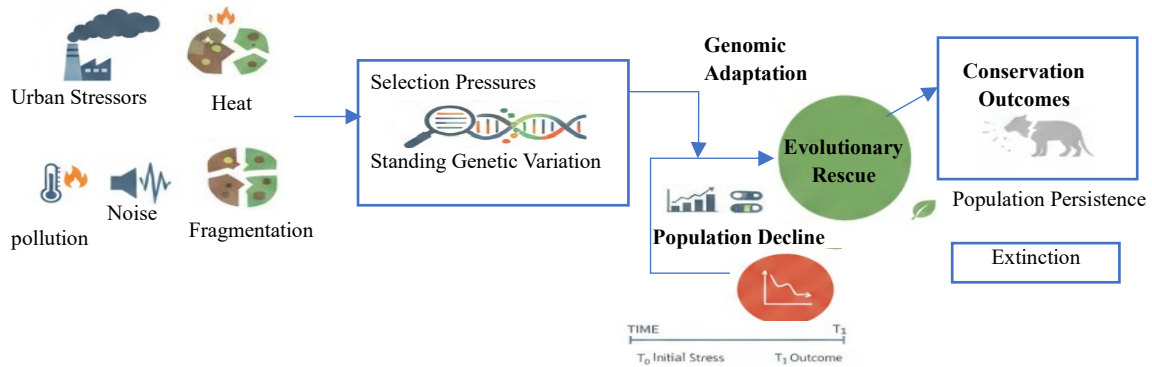 Urban Stressors
Heat
pollution
Noise
Fragmentation
Selection Pressures
Standing Genetic Variation
Genomic
Adaptation
Evolutionary
Rescue
Population Decline
TIME
T₁
T₀ Initial Stress
T₁ Outcome
Conservation
Outcomes
Population Persistence
Extinction